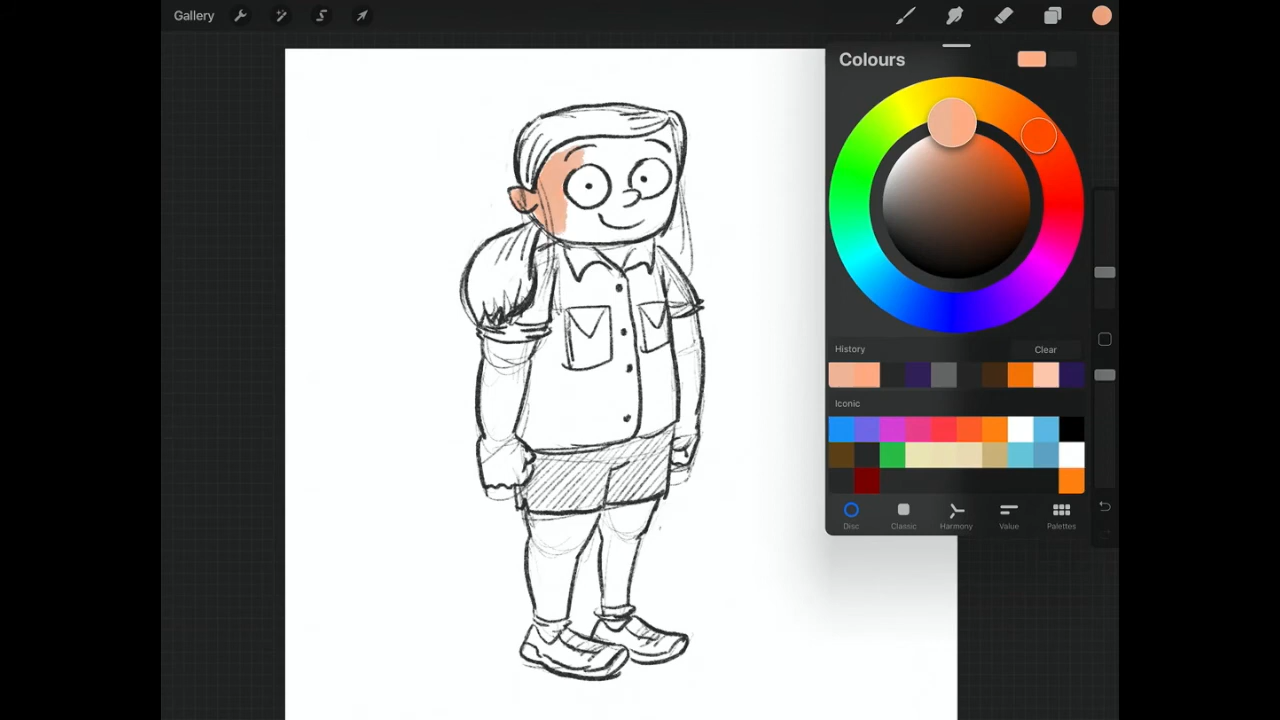 Gallery
Colours
History
Clear
Iconic
Disc
Classic
Harmony
Value
Palettes